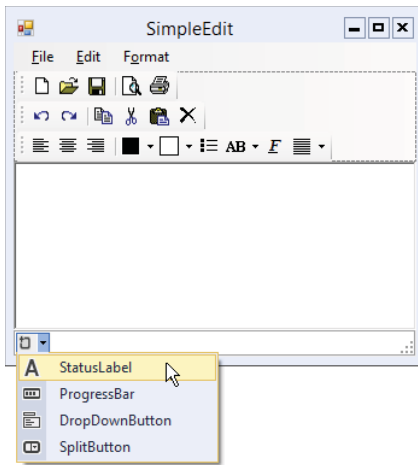 SimpleEdit
File Edit Format
AB F
A StatusLabel
ProgressBar
DropDownButton
SplitButton